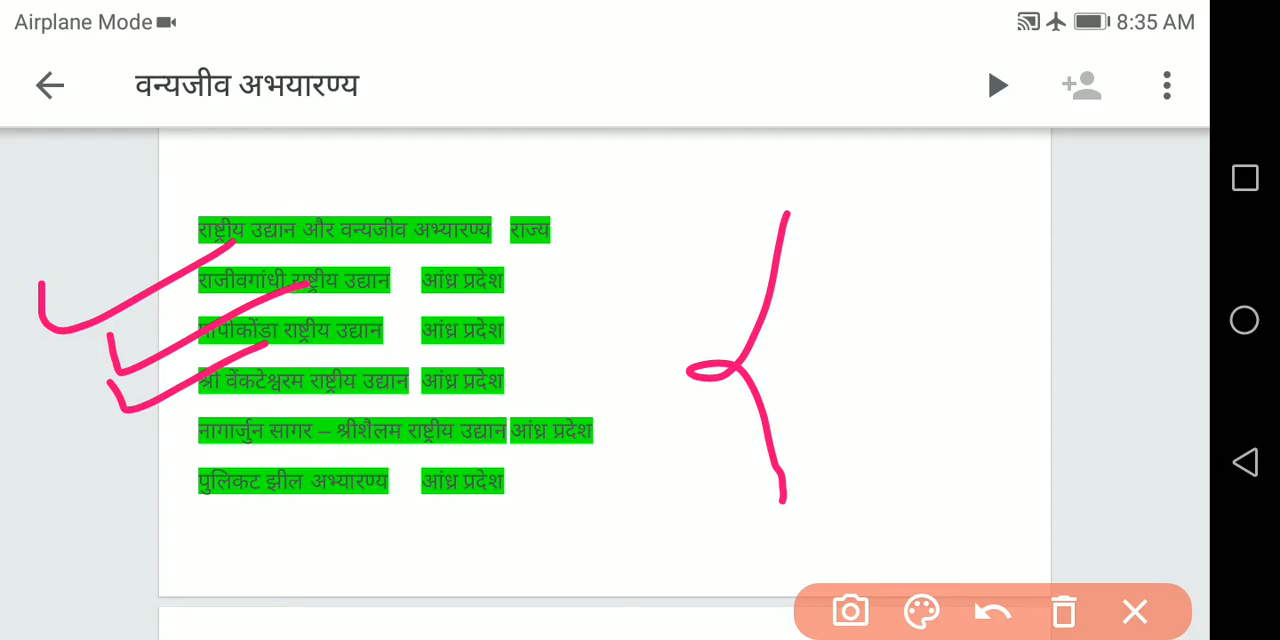 Airplane Mode 8:35 AM
वन्यजीव अभयारण्य
राष्ट्रीय उद्यान और वन्यजीव अभ्यारण्य राज्य
राजीवगांधी राष्ट्रीय उद्यान आंध्र प्रदेश
पापीकोंडा राष्ट्रीय उद्यान आंध्र प्रदेश
श्री वेंकटेश्वरम राष्ट्रीय उद्यान आंध्र प्रदेश
नागार्जुन सागर – श्रीशैलम राष्ट्रीय उद्यान आंध्र प्रदेश
पुलिकट झील अभ्यारण्य आंध्र प्रदेश